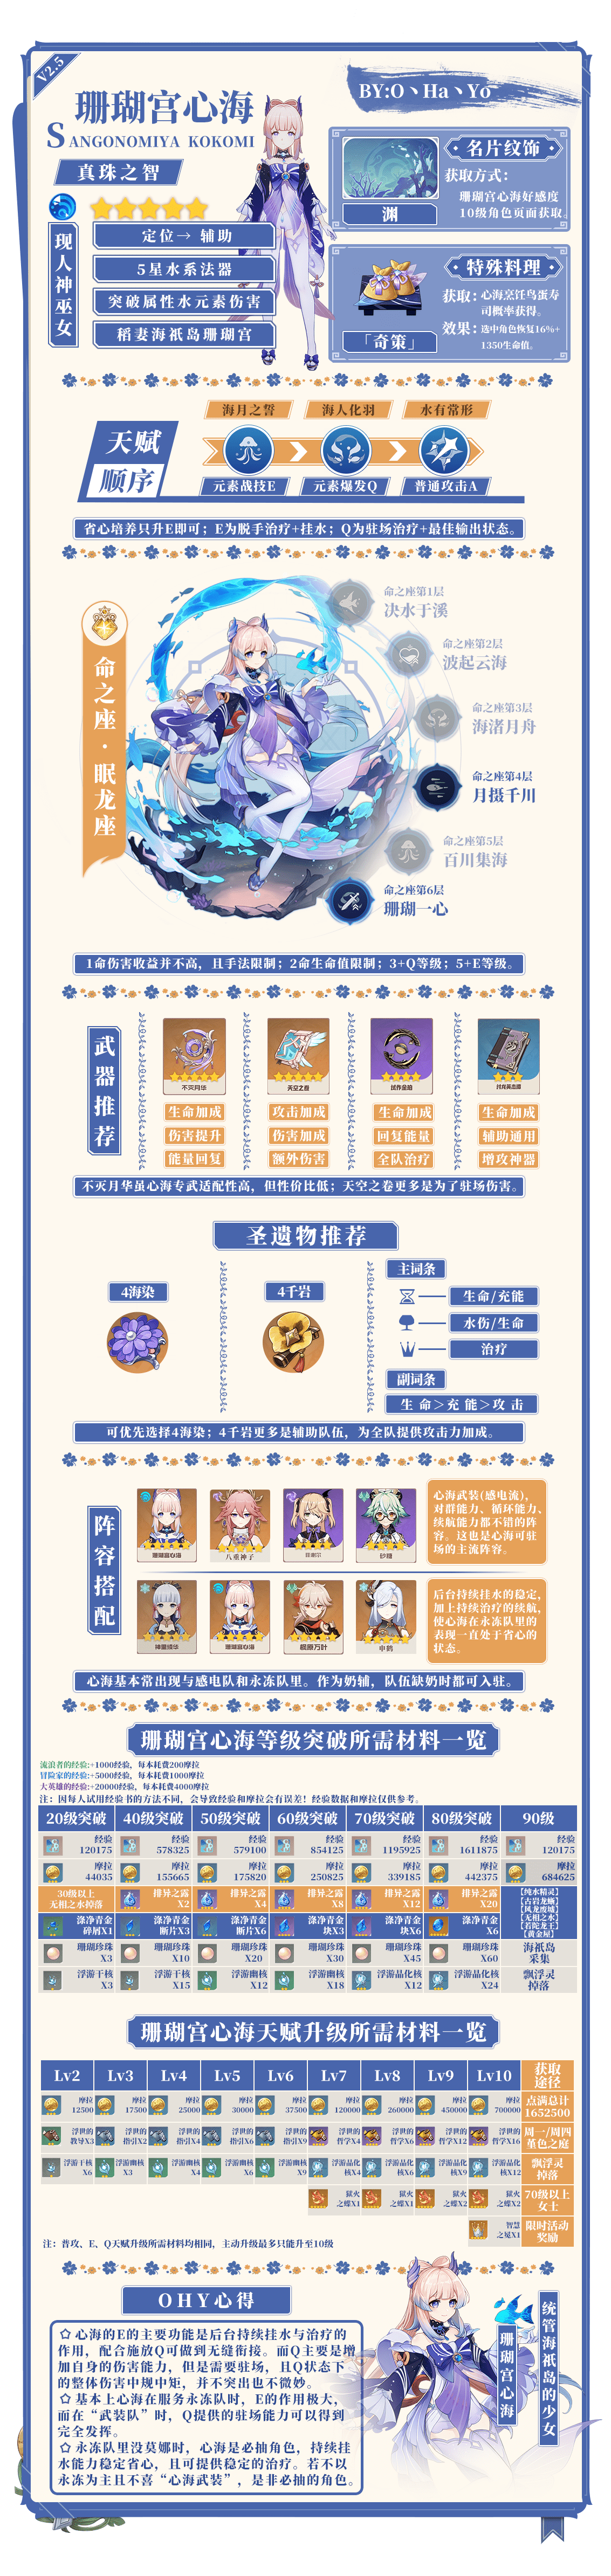 V2.5
珊瑚宫心海
SANGONOMIYA KOKOMI
真珠之智
BY:O丶Ha丶Yo
现人神巫女
定位→ 辅助
5星水系法器
突破属性水元素伤害
稻妻海祇岛珊瑚宫
名片纹饰
获取方式:
珊瑚宫心海好感度
10级角色页面获取。
渊
特殊料理
获取:心海烹饪鸟蛋寿
司概率获得。
效果:选中角色恢复16%+
1350生命值。
「奇策」
天赋
顺序
海月之誓
海人化羽
水有常形
元素战技E
元素爆发Q
普通攻击A
省心培养只升E即可；E为脱手治疗+挂水；Q为驻场治疗+最佳输出状态。
命之座·眠龙座
命之座第1层
决水于溪
命之座第2层
波起云海
命之座第3层
海渚月舟
命之座第4层
月摄千川
命之座第5层
百川集海
命之座第6层
珊瑚一心
1命伤害收益并不高，且手法限制；2命生命值限制；3+Q等级；5+E等级。
武器推荐
不灭月华
天空之卷
试作金珀
讨龙英杰谭
生命加成
攻击加成
生命加成
生命加成
伤害提升
伤害加成
回复能量
辅助通用
能量回复
额外伤害
全队治疗
增攻神器
不灭月华虽心海专武适配性高，但性价比低；天空之卷更多是为了驻场伤害。
圣遗物推荐
4海染
4千岩
主词条
生命/充能
水伤/生命
治疗
副词条
生 命>充 能>攻 击
可优先选择4海染；4千岩更多是辅助队伍，为全队提供攻击力加成。
阵容搭配
珊瑚宫心海
八重神子
菲谢尔
砂糖
心海武装(感电流)，
对群能力、循环能力、
续航能力都不错的阵
容。这也是心海可驻
场的主流阵容。
神里绫华
珊瑚宫心海
枫原万叶
申鹤
后台持续挂水的稳定，
加上持续治疗的续航，
使心海在永冻队里的
表现一直处于省心的
状态。
心海基本常出现与感电队和永冻队里。作为奶辅，队伍缺奶时都可入驻。
珊瑚宫心海等级突破所需材料一览
流浪者的经验:+1000经验，每本耗费200摩拉
冒险家的经验:+5000经验，每本耗费1000摩拉
大英雄的经验:+20000经验，每本耗费4000摩拉
注：因每人试用经验书的方法不同，会导致经验和摩拉会有误差！经验数据和摩拉仅供参考。
20级突破 40级突破 50级突破 60级突破 70级突破 80级突破 90级
经验 经验 经验 经验 经验 经验 经验
120175 578325 579100 854125 1195925 1611875 120175
摩拉 摩拉 摩拉 摩拉 摩拉 摩拉 摩拉
44035 155665 175820 250825 339185 442375 684625
30级以上 排异之露 排异之露 排异之露 排异之露 排异之露
无相之水掉落 X2 X4 X8 X12 X20
【纯水精灵】
【古岩龙蜥】
【风龙废墟】
【无相之水】
【若陀龙王】
【黄金屋】
涤净青金 涤净青金 涤净青金 涤净青金 涤净青金 涤净青金
碎屑X1 断片X3 断片X6 块X3 块X6 X6
珊瑚珍珠 珊瑚珍珠 珊瑚珍珠 珊瑚珍珠 珊瑚珍珠 珊瑚珍珠 海祇岛
X3 X10 X20 X30 X45 X60 采集
浮游干核 浮游干核 浮游幽核 浮游幽核 浮游晶化核 浮游晶化核 飘浮灵
X3 X15 X12 X18 X12 X24 掉落
珊瑚宫心海天赋升级所需材料一览
Lv2 Lv3 Lv4 Lv5 Lv6 Lv7 Lv8 Lv9 Lv10 获取
途径
摩拉 摩拉 摩拉 摩拉 摩拉 摩拉 摩拉 摩拉 摩拉 点满总计
12500 17500 25000 30000 37500 120000 260000 450000 700000 1652500
浮世的 浮世的 浮世的 浮世的 浮世的 浮世的 浮世的 浮世的 浮世的 周一/周四
教导X3 指引X2 指引X4 指引X6 指引X9 哲学X4 哲学X6 哲学X12 哲学X16 堇色之庭
浮游干核 浮游幽核 浮游幽核 浮游幽核 浮游幽核 浮游晶化 浮游晶化 浮游晶化 浮游晶化 飘浮灵
X6 X3 X4 X6 X9 核X4 核X6 核X9 核X12 掉落
狱火 狱火 狱火 狱火 70级以上
之蝶X1 之蝶X1 之蝶X2 之蝶X2 女士
智慧 限时活动
之冕X1 奖励
注：普攻、E、Q天赋升级所需材料均相同，主动升级最多只能升至10级
OHY心得
心海的E的主要功能是后台持续挂水与治疗的
作用，配合施放Q可做到无缝衔接。而Q主要是增
加自身的伤害能力，但是需要驻场，且Q状态下
的整体伤害中规中矩，并不突出也不微妙。
基本上心海在服务永冻队时，E的作用极大，
而在“武装队”时，Q提供的驻场能力可以得到
完全发挥。
永冻队里没莫娜时，心海是必抽角色，持续挂
水能力稳定省心，且可提供稳定的治疗。若不以
永冻为主且不喜“心海武装”，是非必抽的角色。
珊瑚宫心海
统管海祇岛的少女